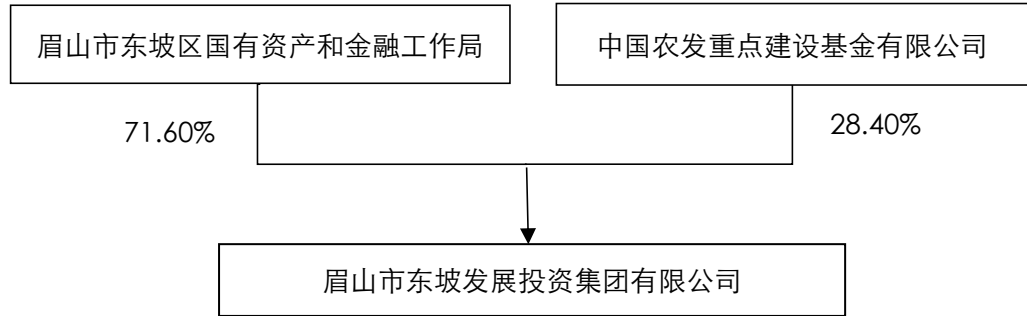 眉山市东坡区国有资产和金融工作局
中国农发重点建设基金有限公司
71.60%
28.40%
眉山市东坡发展投资集团有限公司